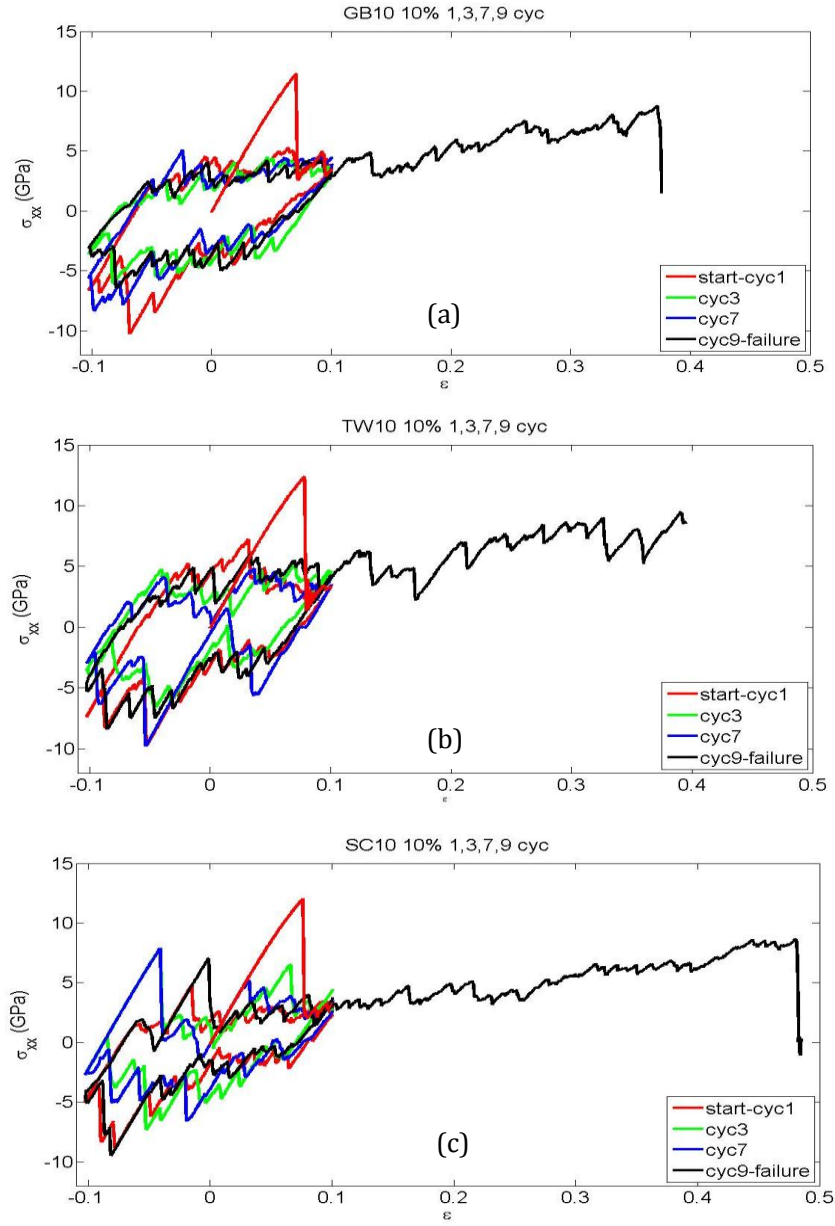 GB10 10% 1,3,7,9 cyc
15
10
5
0
-5
-10
σxx (GPa)
-0.1 0 0.1 0.2 0.3 0.4 0.5
ε
(a)
start-cyc1
cyc3
cyc7
cyc9-failure
TW10 10% 1,3,7,9 cyc
15
10
5
0
-5
-10
σxx (GPa)
-0.1 0 0.1 0.2 0.3 0.4 0.5
ε
(b)
start-cyc1
cyc3
cyc7
cyc9-failure
SC10 10% 1,3,7,9 cyc
15
10
5
0
-5
-10
σxx (GPa)
-0.1 0 0.1 0.2 0.3 0.4 0.5
ε
(c)
start-cyc1
cyc3
cyc7
cyc9-failure